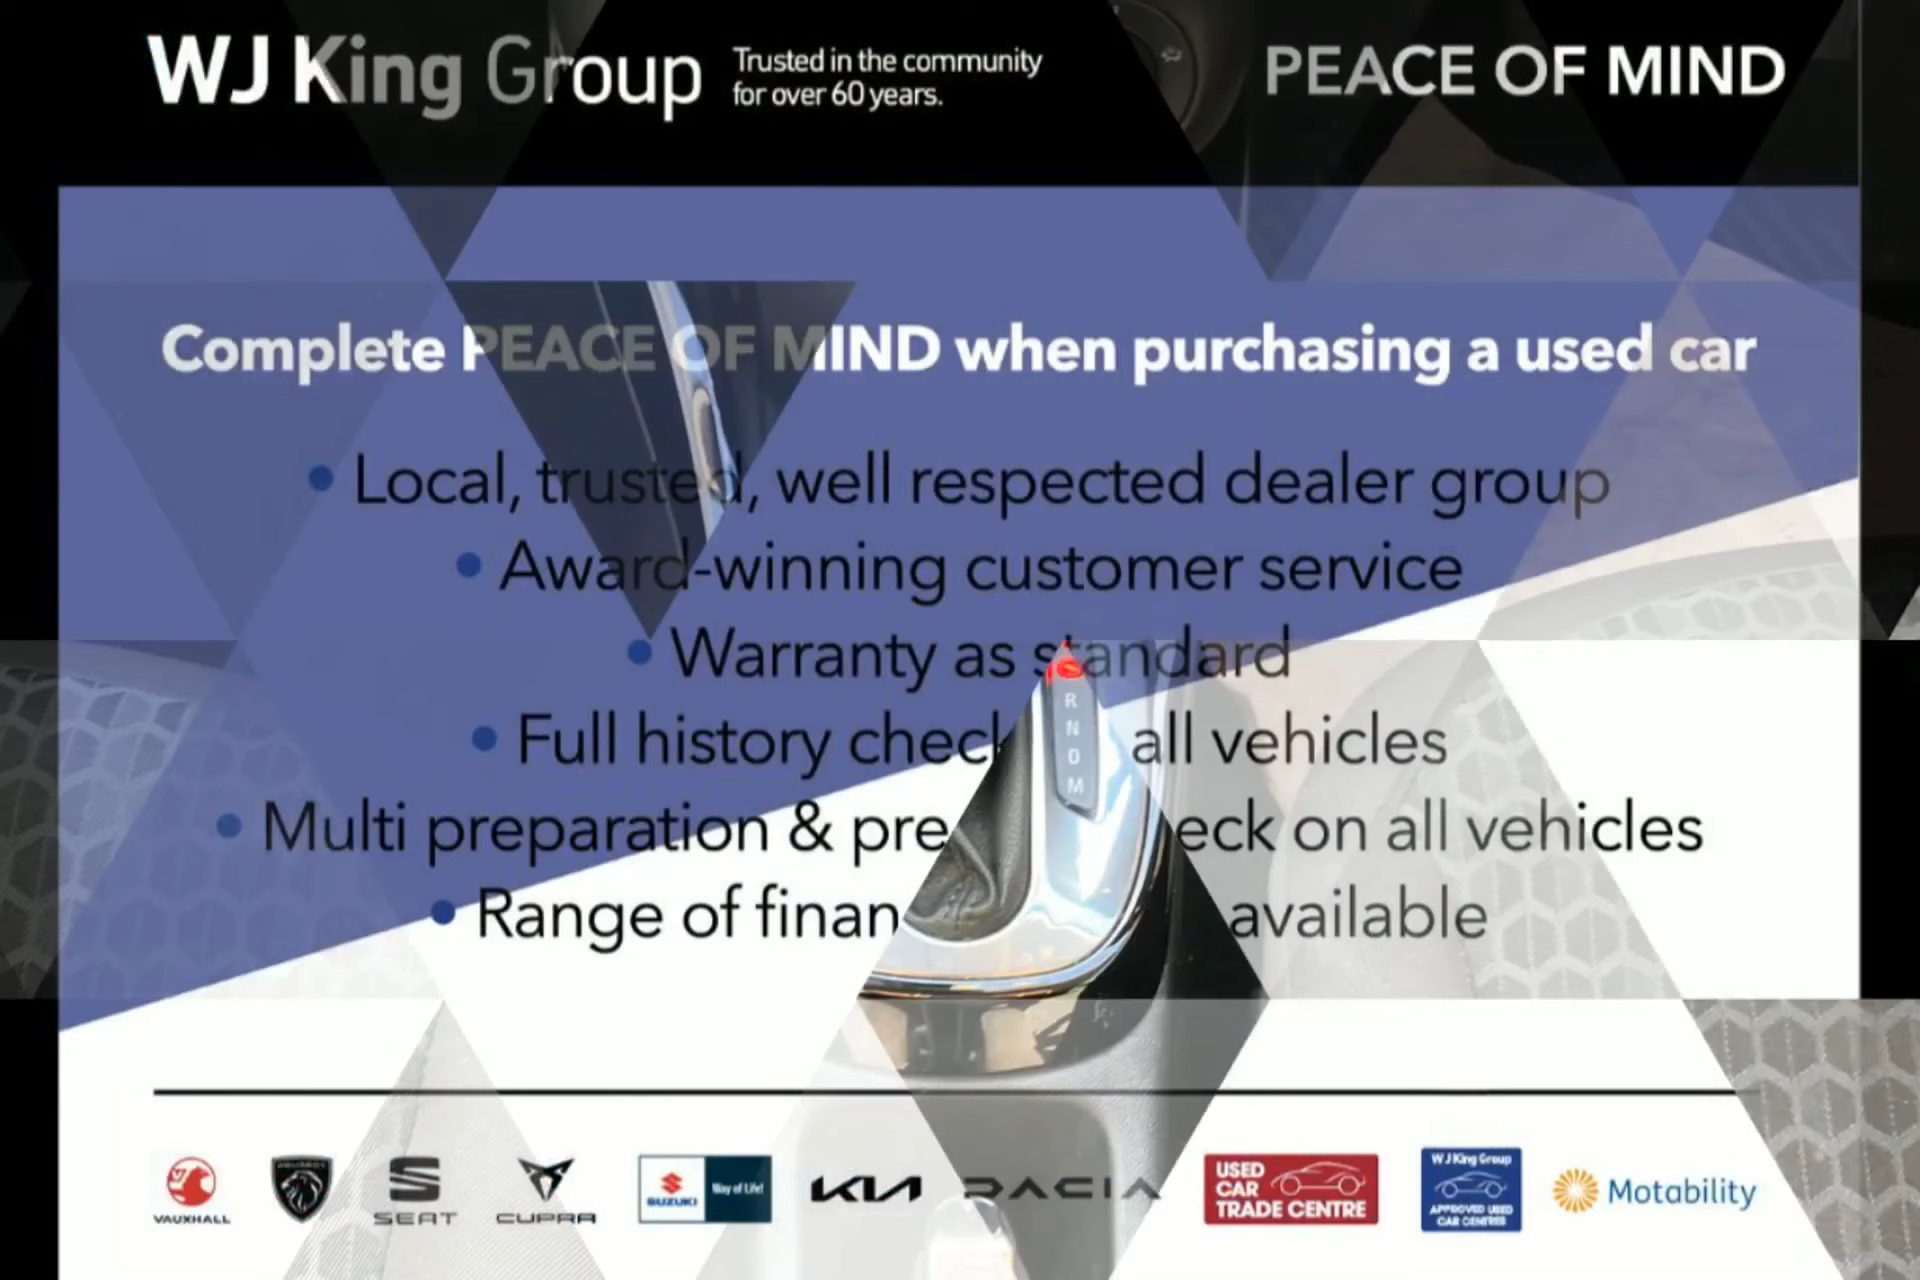 WJ King Group
Trusted in the community
for over 60 years.
PEACE OF MIND
Complete PEACE OF MIND when purchasing a used car
• Local, trusted, well respected dealer group
• Award-winning customer service
• Warranty as standard
• Full history check all vehicles
• Multi preparation & pre eck on all vehicles
• Range of finan available
R
N
D
M
VAUXHALL
PEUGEOT
SEAT
CUPRA
SUZUKI
Way of Life!
KIA
DACIA
USED
CAR
TRADE CENTRE
W J King Group
APPROVED USED
CAR CENTRES
Motability